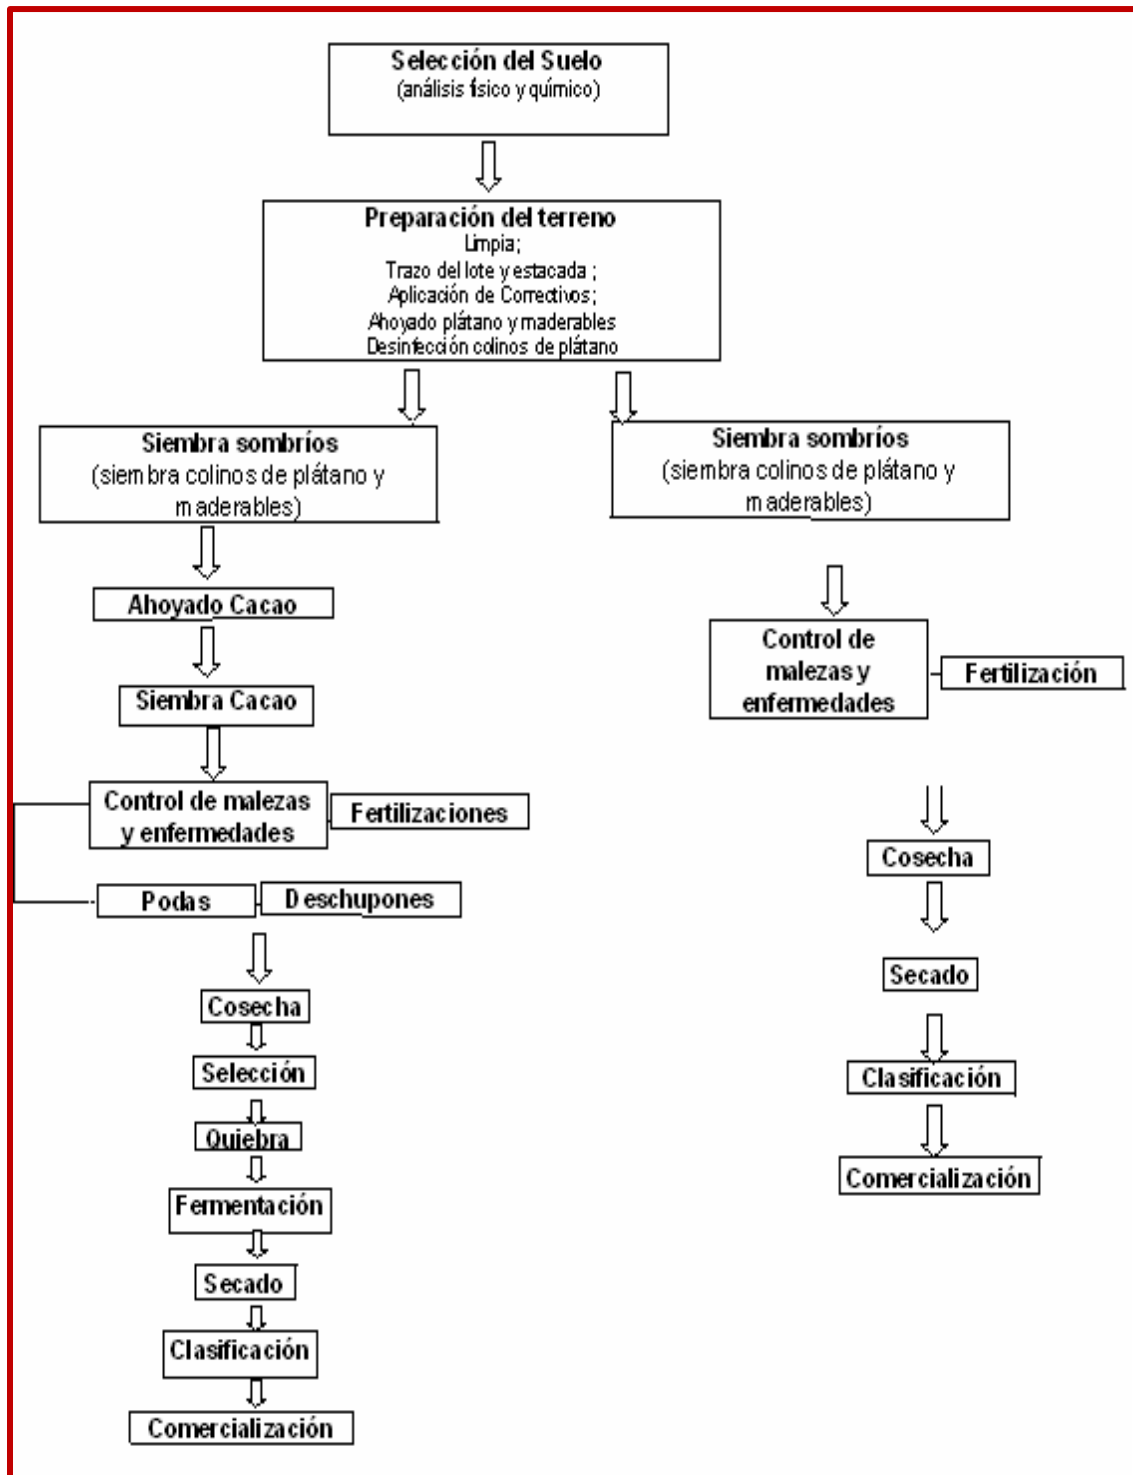 Selección del Suelo
(análisis físico y químico)
Preparación del terreno
Limpia;
Trazo del lote y estacada ;
Aplicación de Correctivos;
Ahoyado plátano y maderables
Desinfección colinos de plátano
Siembra sombríos
(siembra colinos de plátano y
maderables)
Ahoyado Cacao
Siembra Cacao
Control de malezas
y enfermedades
Fertilizaciones
Podas
Deschupones
Cosecha
Selección
Quiebra
Fermentación
Secado
Clasificación
Comercialización
Siembra sombríos
(siembra colinos de plátano y
maderables)
Control de
malezas y
enfermedades
Fertilización
Cosecha
Secado
Clasificación
Comercialización